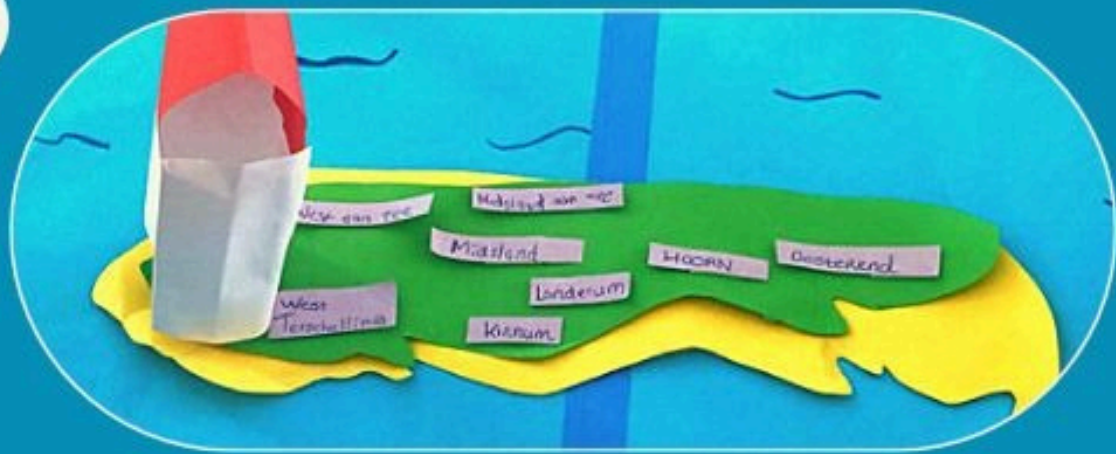 West aan zee
Midsland aan zee
Midsland
HOORN
Oosterend
Landerum
West
Terschelling
Kinnum